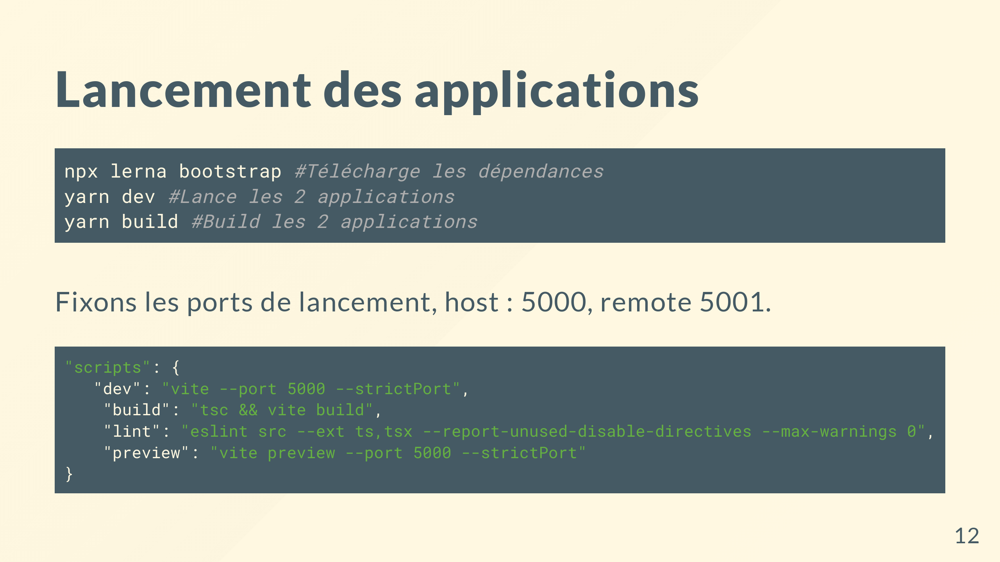 Lancement des applications
npx lerna bootstrap #Télécharge les dépendances
yarn dev #Lance les 2 applications
yarn build #Build les 2 applications
Fixons les ports de lancement, host : 5000, remote 5001.
"scripts": {
   "dev": "vite --port 5000 --strictPort",
    "build": "tsc && vite build",
    "lint": "eslint src --ext ts,tsx --report-unused-disable-directives --max-warnings 0",
    "preview": "vite preview --port 5000 --strictPort"
}
12